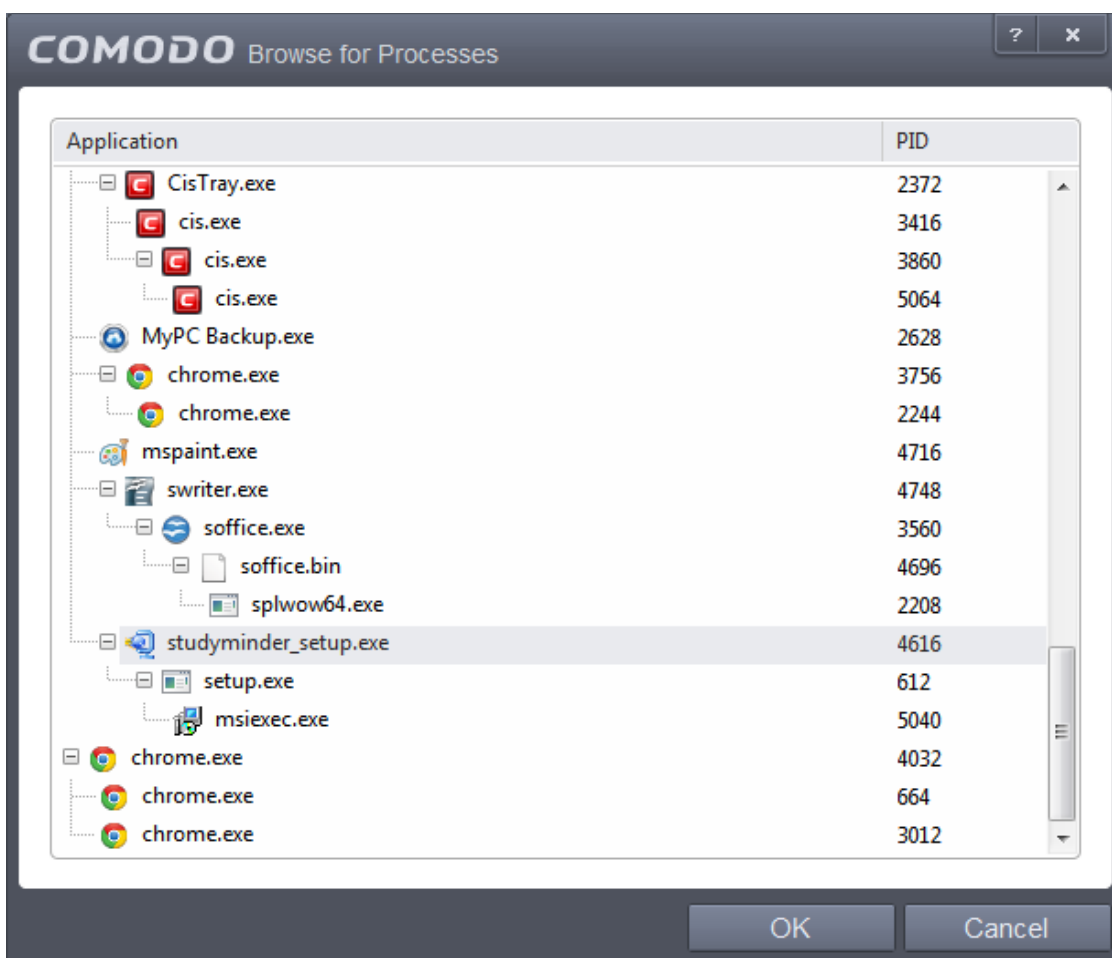 COMODO Browse for Processes ? x
Application PID
CisTray.exe 2372
cis.exe 3416
cis.exe 3860
cis.exe 5064
MyPC Backup.exe 2628
chrome.exe 3756
chrome.exe 2244
mspaint.exe 4716
swriter.exe 4748
soffice.exe 3560
soffice.bin 4696
splwow64.exe 2208
studyminder_setup.exe 4616
setup.exe 612
msiexec.exe 5040
chrome.exe 4032
chrome.exe 664
chrome.exe 3012
OK Cancel